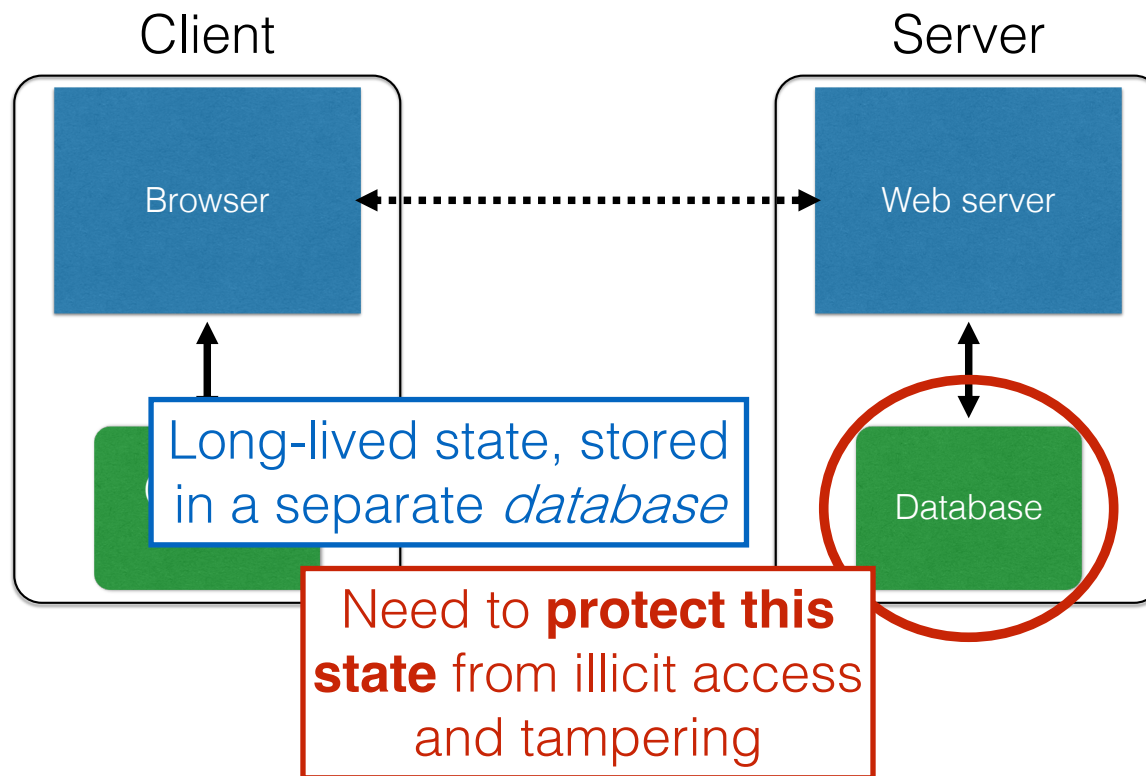 Client
Server
Browser
Web server
Long-lived state, stored
in a separate database
Database
Need to protect this
state from illicit access
and tampering